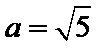 a = √5